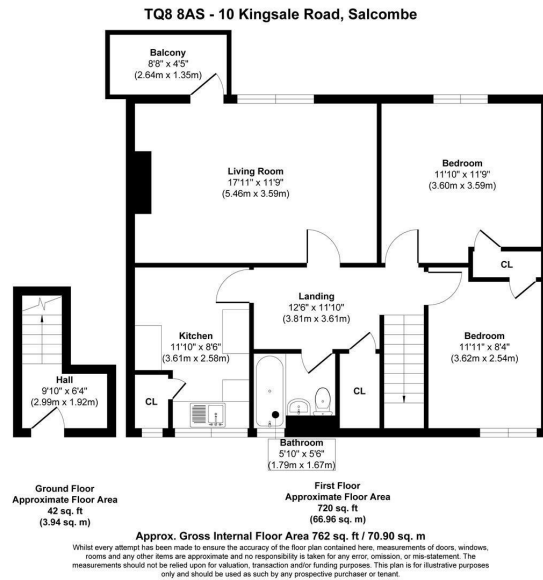 TQ8 8AS - 10 Kingsale Road, Salcombe
Balcony
8'8" x 4'5"
(2.64m x 1.35m)
Living Room
17'11" x 11'9"
(5.46m x 3.59m)
Bedroom
11'10" x 11'9"
(3.60m x 3.59m)
CL
Landing
12'6" x 11'10"
(3.81m x 3.61m)
Kitchen
11'10" x 8'6"
(3.61m x 2.58m)
Bedroom
11'11" x 8'4"
(3.62m x 2.54m)
Hall
9'10" x 6'4"
(2.99m x 1.92m)
CL
CL
Bathroom
5'10" x 5'6"
(1.79m x 1.67m)
Ground Floor
Approximate Floor Area
42 sq. ft
(3.94 sq. m)
First Floor
Approximate Floor Area
720 sq. ft
(66.96 sq. m)
Approx. Gross Internal Floor Area 762 sq. ft / 70.90 sq. m
Whilst every attempt has been made to ensure the accuracy of the floor plan contained here, measurements of doors, windows,
rooms and any other items are approximate and no responsibility is taken for any error, omission, or mis-statement. The
measurements should not be relied upon for valuation, transaction and/or funding purposes. This plan is for illustrative purposes
only and should be used as such by any prospective purchaser or tenant.